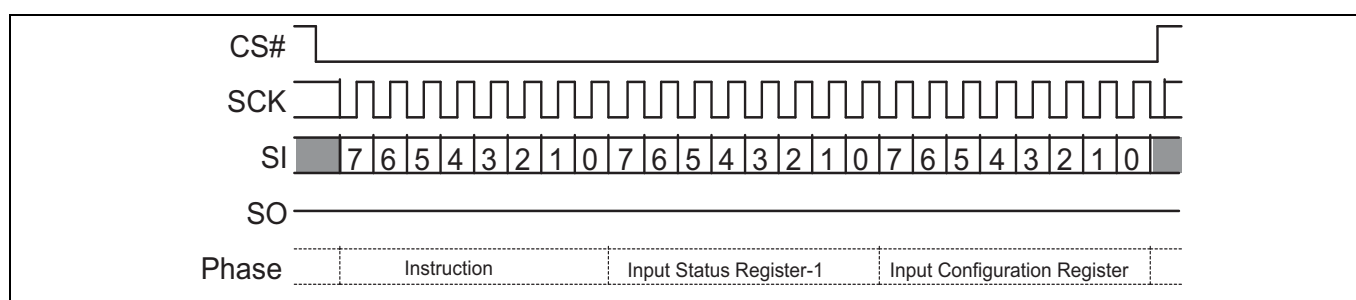 CS#
SCK
SI 7 6 5 4 3 2 1 0 7 6 5 4 3 2 1 0 7 6 5 4 3 2 1 0
SO
Phase Instruction Input Status Register-1 Input Configuration Register